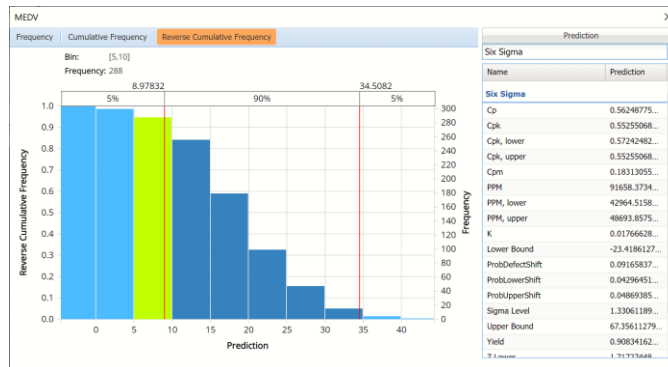 MEDV
Frequency Cumulative Frequency Reverse Cumulative Frequency
Bin: [5,10]
Frequency: 288
8.97832 34.5082
5% 90% 5%
1.0
0.9
0.8
0.7
0.6
0.5
0.4
0.3
0.2
0.1
0.0
Reverse Cumulative Frequency
300
280
260
240
220
200
180
160
140
120
100
80
60
40
20
0
Frequency
0 5 10 15 20 25 30 35 40
Prediction
Prediction
Six Sigma
Name Prediction
Six Sigma
Cp 0.56248775...
Cpk 0.55255068...
Cpk, lower 0.57242482...
Cpk, upper 0.55255068...
Cpm 0.18313055...
PPM 91658.3734...
PPM, lower 42964.5158...
PPM, upper 48693.8575...
K 0.01766628...
Lower Bound -23.4186127...
ProbDefectShift 0.09165837...
ProbLowerShift 0.04296451...
ProbUpperShift 0.04869385...
Sigma Level 1.33061189...
Upper Bound 67.35611279...
Yield 0.90834162...
Z Lower 1.71727448...